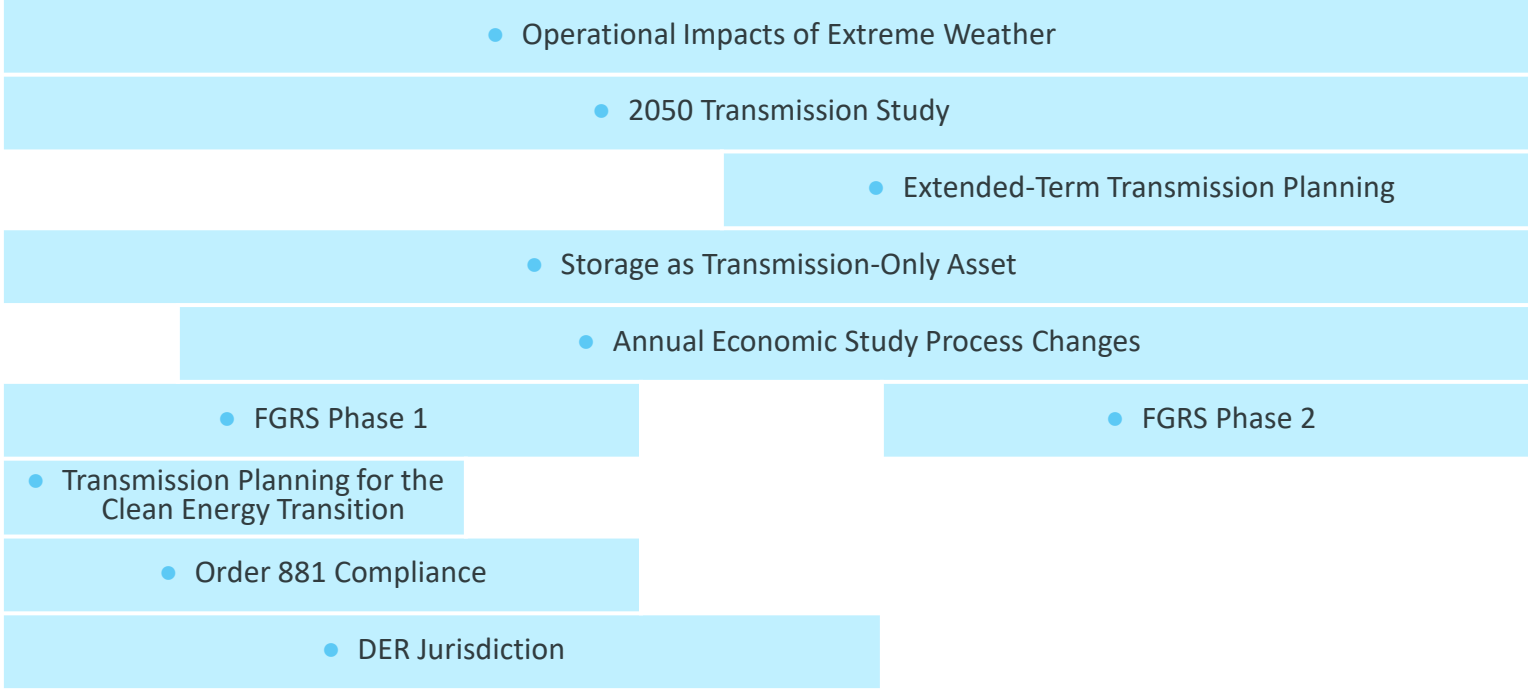 • Operational Impacts of Extreme Weather
• 2050 Transmission Study
• Extended-Term Transmission Planning
• Storage as Transmission-Only Asset
• Annual Economic Study Process Changes
• FGRS Phase 1
• FGRS Phase 2
• Transmission Planning for the
Clean Energy Transition
• Order 881 Compliance
• DER Jurisdiction